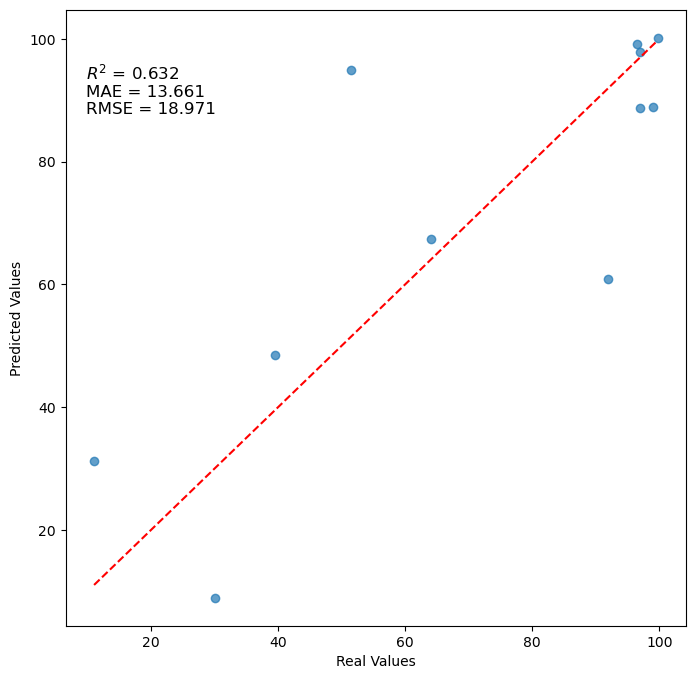 R² = 0.632
MAE = 13.661
RMSE = 18.971
100
80
60
40
20
Predicted Values
20 40 60 80 100
Real Values